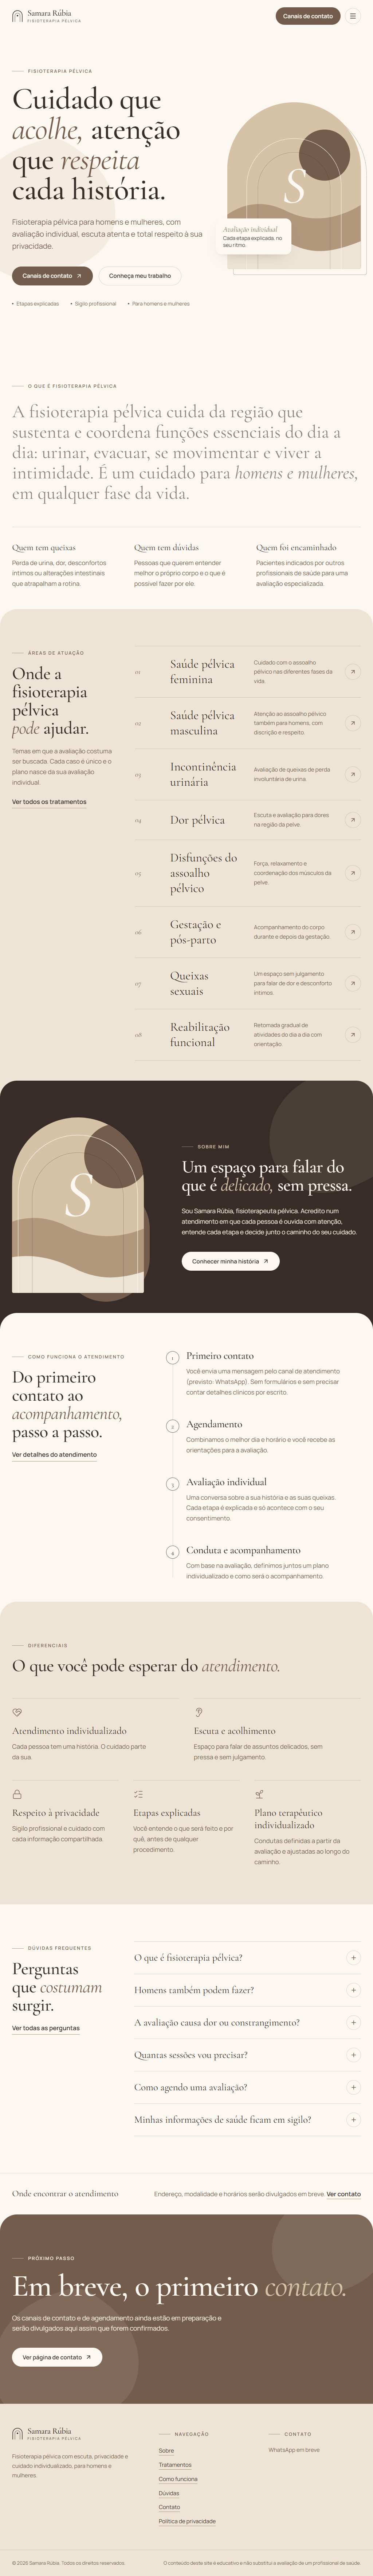 Samara Rúbia
FISIOTERAPIA PÉLVICA
Canais de contato
FISIOTERAPIA PÉLVICA
Cuidado que
acolhe, atenção
que respeita
cada história.
Fisioterapia pélvica para homens e mulheres, com
avaliação individual, escuta atenta e total respeito à sua
privacidade.
Canais de contato
Conheça meu trabalho
Etapas explicadas
Sigilo profissional
Para homens e mulheres
S
Avaliação individual
Cada etapa explicada, no
seu ritmo.
O QUE É FISIOTERAPIA PÉLVICA
A fisioterapia pélvica cuida da região que
sustenta e coordena funções essenciais do dia a
dia: urinar, evacuar, se movimentar e viver a
intimidade. É um cuidado para homens e mulheres,
em qualquer fase da vida.
Quem tem queixas
Perda de urina, dor, desconfortos
íntimos ou alterações intestinais
que atrapalham a rotina.
Quem tem dúvidas
Pessoas que querem entender
melhor o próprio corpo e o que é
possível fazer por ele.
Quem foi encaminhado
Pacientes indicados por outros
profissionais de saúde para uma
avaliação especializada.
ÁREAS DE ATUAÇÃO
Onde a
fisioterapia
pélvica
pode ajudar.
Temas em que a avaliação costuma
ser buscada. Cada caso é único e o
plano nasce da sua avaliação
individual.
Ver todos os tratamentos
01
Saúde pélvica
feminina
Cuidado com o assoalho
pélvico nas diferentes fases da
vida.
02
Saúde pélvica
masculina
Atenção ao assoalho pélvico
também para homens, com
discrição e respeito.
03
Incontinência
urinária
Avaliação de queixas de perda
involuntária de urina.
04
Dor pélvica
Escuta e avaliação para dores
na região da pelve.
05
Disfunções do
assoalho
pélvico
Força, relaxamento e
coordenação dos músculos da
pelve.
06
Gestação e
pós-parto
Acompanhamento do corpo
durante e depois da gestação.
07
Queixas
sexuais
Um espaço sem julgamento
para falar de dor e desconforto
íntimos.
08
Reabilitação
funcional
Retomada gradual de
atividades do dia a dia com
orientação.
S
SOBRE MIM
Um espaço para falar do
que é delicado, sem pressa.
Sou Samara Rúbia, fisioterapeuta pélvica. Acredito num
atendimento em que cada pessoa é ouvida com atenção,
entende cada etapa e decide junto o caminho do seu cuidado.
Conhecer minha história
COMO FUNCIONA O ATENDIMENTO
Do primeiro
contato ao
acompanhamento,
passo a passo.
Ver detalhes do atendimento
1
Primeiro contato
Você envia uma mensagem pelo canal de atendimento
(previsto: WhatsApp). Sem formulários e sem precisar
contar detalhes clínicos por escrito.
2
Agendamento
Combinamos o melhor dia e horário e você recebe as
orientações para a avaliação.
3
Avaliação individual
Uma conversa sobre a sua história e as suas queixas.
Cada etapa é explicada e só acontece com o seu
consentimento.
4
Conduta e acompanhamento
Com base na avaliação, definimos juntos um plano
individualizado e como será o acompanhamento.
DIFERENCIAIS
O que você pode esperar do atendimento.
Atendimento individualizado
Cada pessoa tem uma história. O cuidado parte
da sua.
Escuta e acolhimento
Espaço para falar de assuntos delicados, sem
pressa e sem julgamento.
Respeito à privacidade
Sigilo profissional e cuidado com
cada informação compartilhada.
Etapas explicadas
Você entende o que será feito e por
quê, antes de qualquer
procedimento.
Plano terapêutico
individualizado
Condutas definidas a partir da
avaliação e ajustadas ao longo do
caminho.
DÚVIDAS FREQUENTES
Perguntas
que costumam
surgir.
Ver todas as perguntas
O que é fisioterapia pélvica?
Homens também podem fazer?
A avaliação causa dor ou constrangimento?
Quantas sessões vou precisar?
Como agendo uma avaliação?
Minhas informações de saúde ficam em sigilo?
Onde encontrar o atendimento
Endereço, modalidade e horários serão divulgados em breve. Ver contato
PRÓXIMO PASSO
Em breve, o primeiro contato.
Os canais de contato e de agendamento ainda estão em preparação e
serão divulgados aqui assim que forem confirmados.
Ver página de contato
Samara Rúbia
FISIOTERAPIA PÉLVICA
Fisioterapia pélvica com escuta, privacidade e
cuidado individualizado, para homens e
mulheres.
NAVEGAÇÃO
Sobre
Tratamentos
Como funciona
Dúvidas
Contato
Política de privacidade
CONTATO
WhatsApp em breve
© 2026 Samara Rúbia. Todos os direitos reservados.
O conteúdo deste site é educativo e não substitui a avaliação de um profissional de saúde.